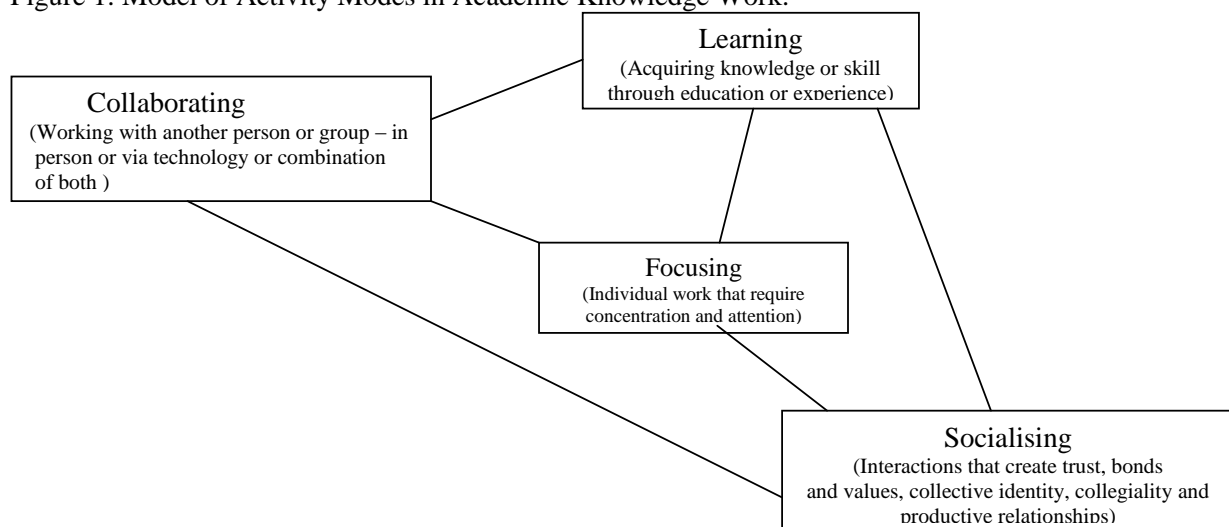 Figure 1: Model of Activity Modes in Academic Knowledge Work.
Learning
(Acquiring knowledge or skill
through education or experience)
Collaborating
(Working with another person or group – in
person or via technology or combination
of both )
Focusing
(Individual work that require
concentration and attention)
Socialising
(Interactions that create trust, bonds
and values, collective identity, collegiality and
productive relationships)